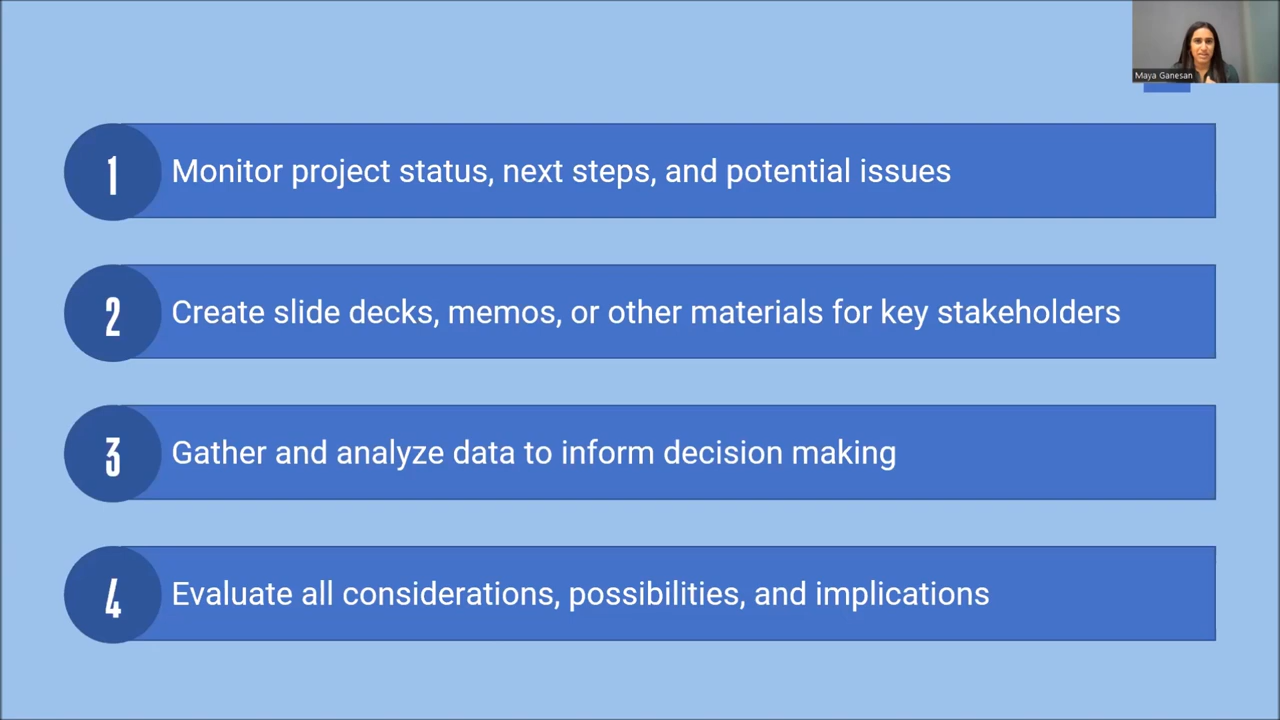 Maya Ganesan
1
Monitor project status, next steps, and potential issues
2
Create slide decks, memos, or other materials for key stakeholders
3
Gather and analyze data to inform decision making
4
Evaluate all considerations, possibilities, and implications